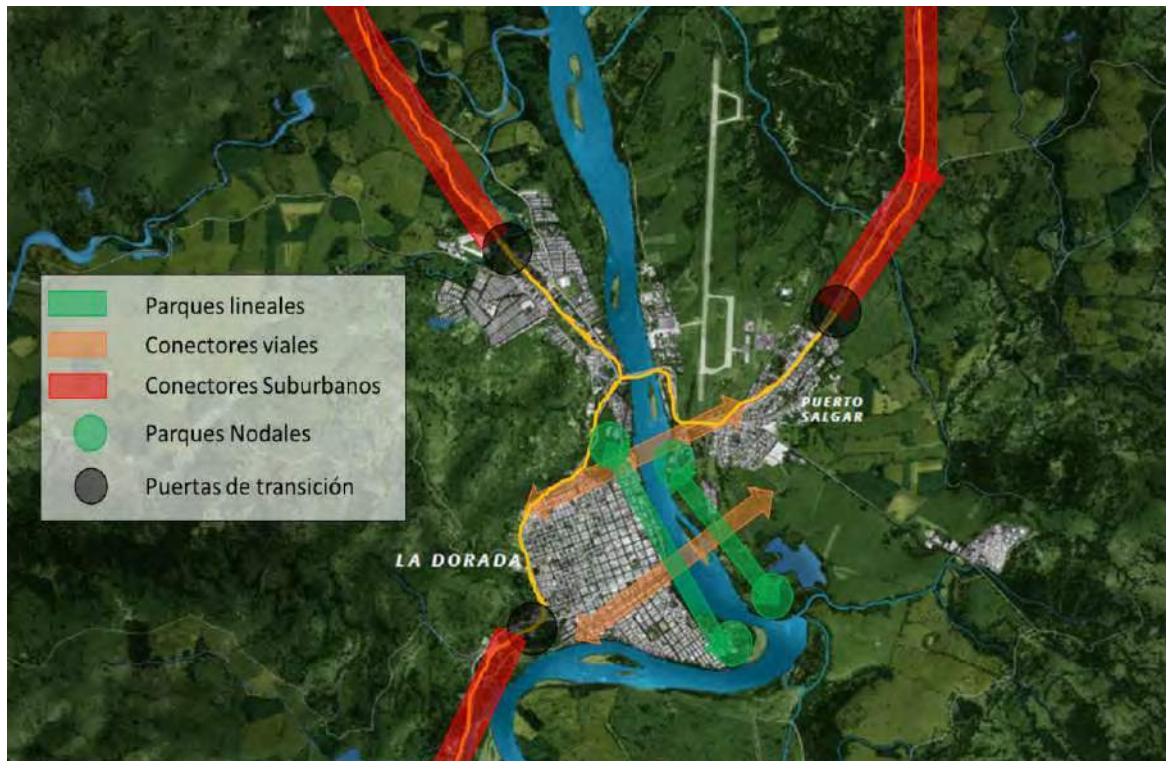 Parques lineales
Conectores viales
Conectores Suburbanos
Parques Nodales
Puertas de transición
PUERTO
SALGAR
LA DORADA